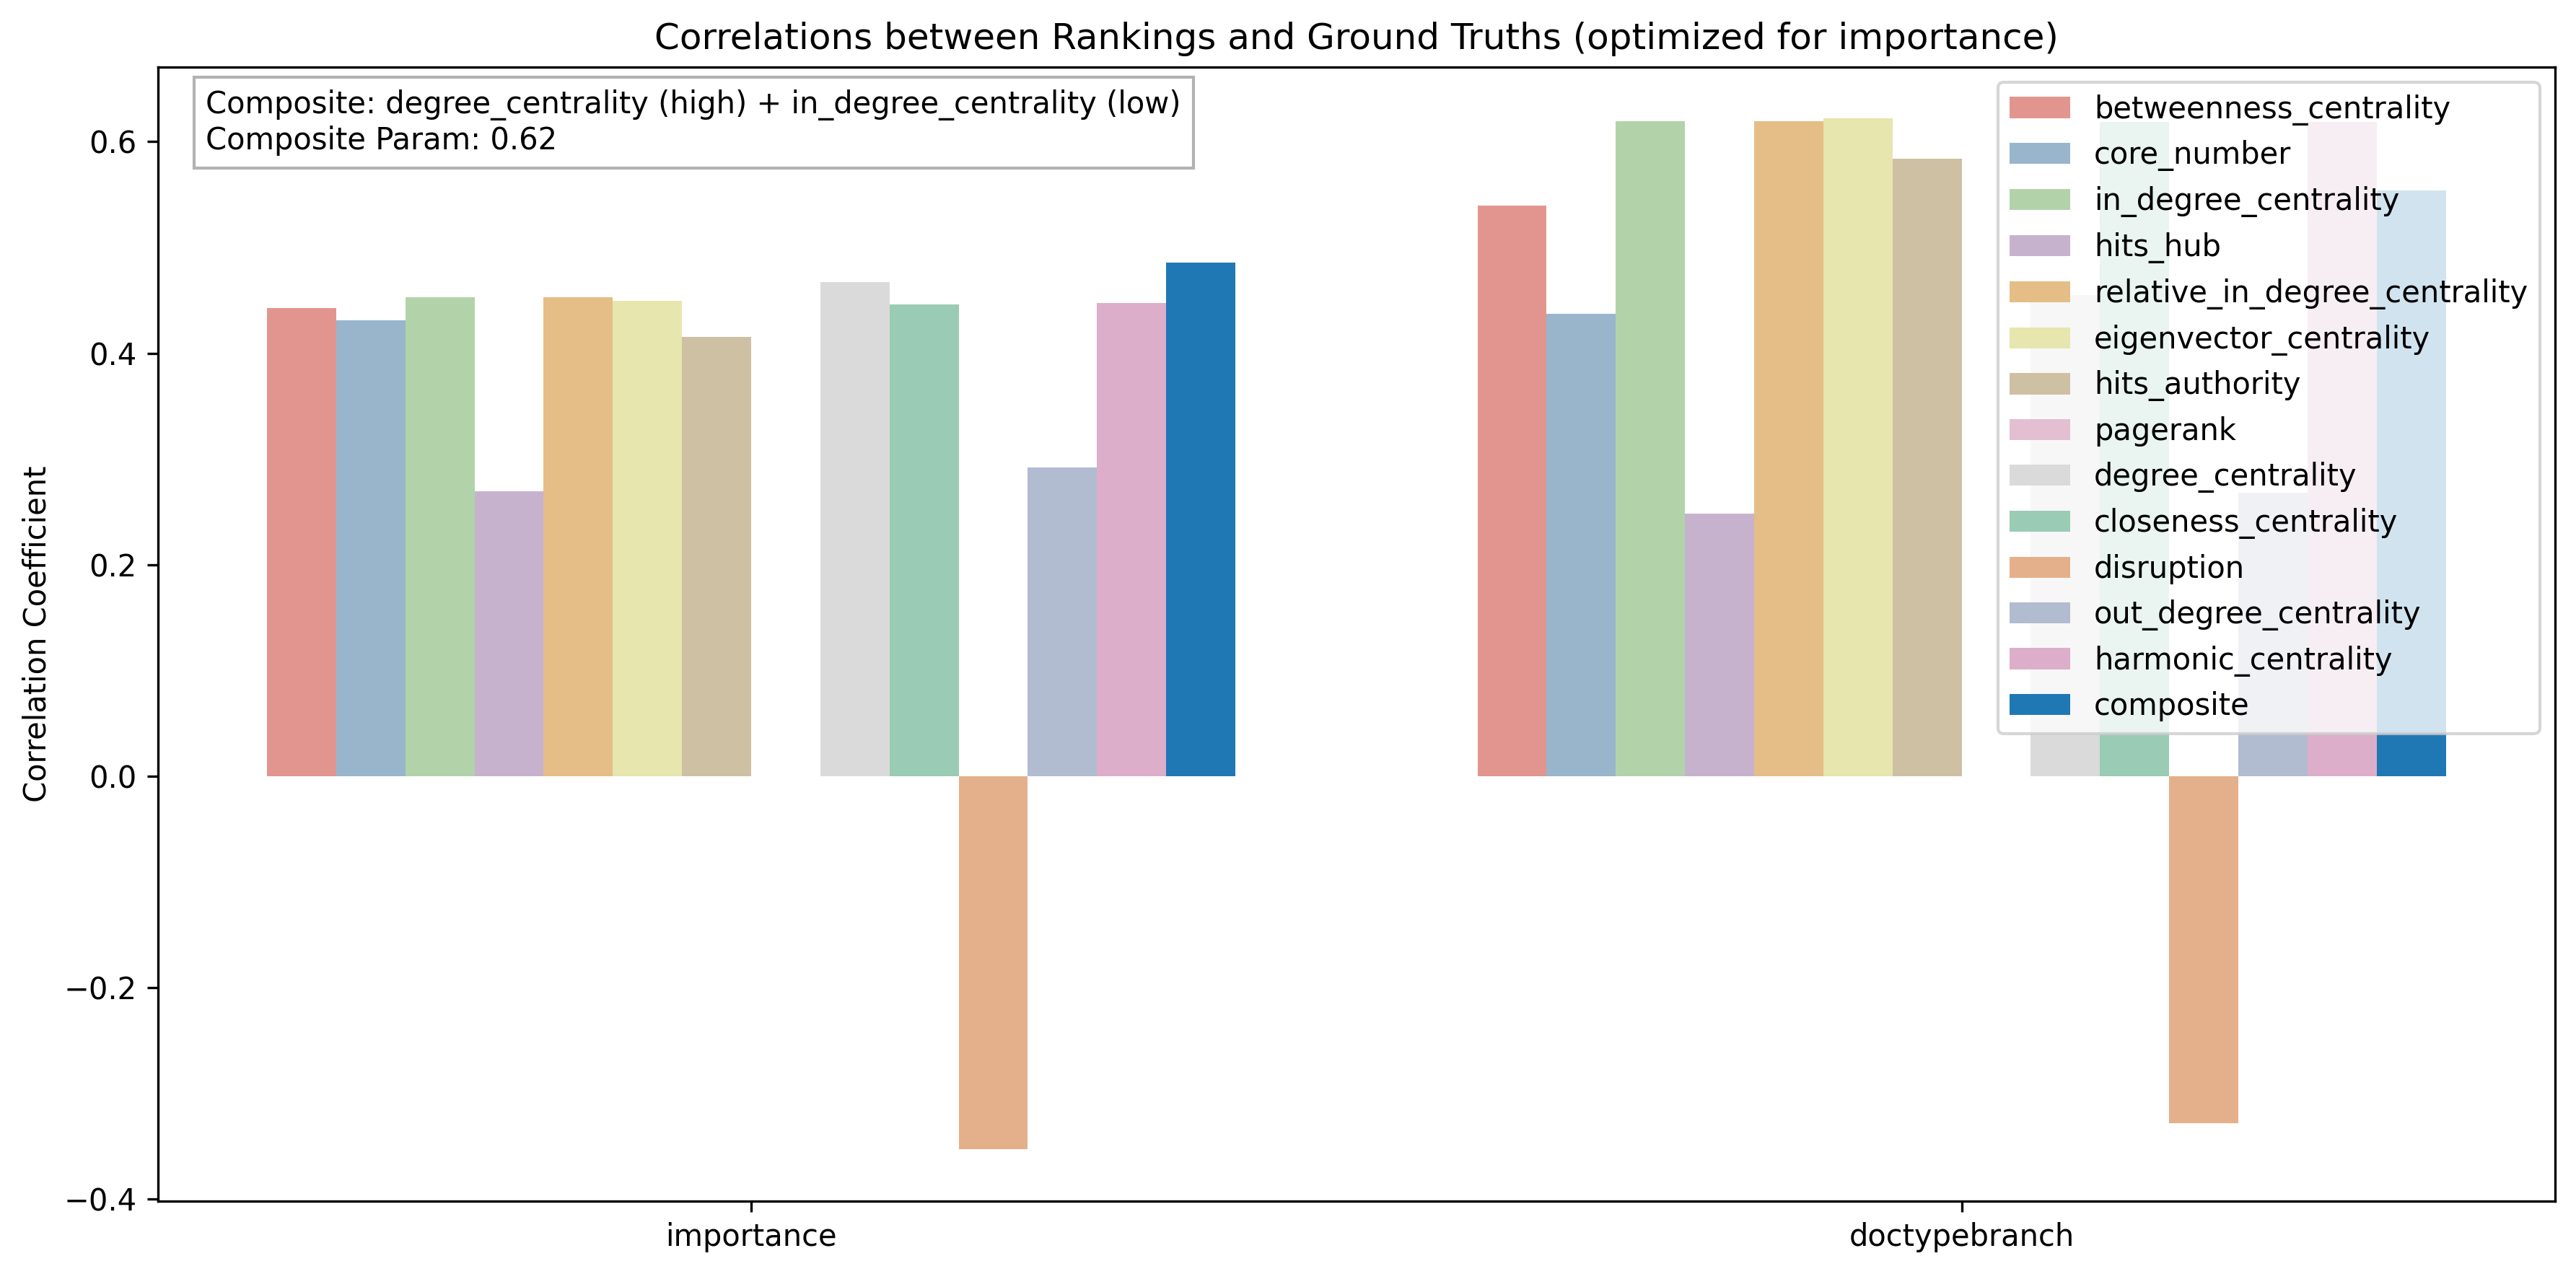 Correlations between Rankings and Ground Truths (optimized for importance)
Composite: degree_centrality (high) + in_degree_centrality (low)
Composite Param: 0.62
betweenness_centrality
core_number
in_degree_centrality
hits_hub
relative_in_degree_centrality
eigenvector_centrality
hits_authority
pagerank
degree_centrality
closeness_centrality
disruption
out_degree_centrality
harmonic_centrality
composite
Correlation Coefficient
0.6
0.4
0.2
0.0
−0.2
−0.4
importance
doctypebranch